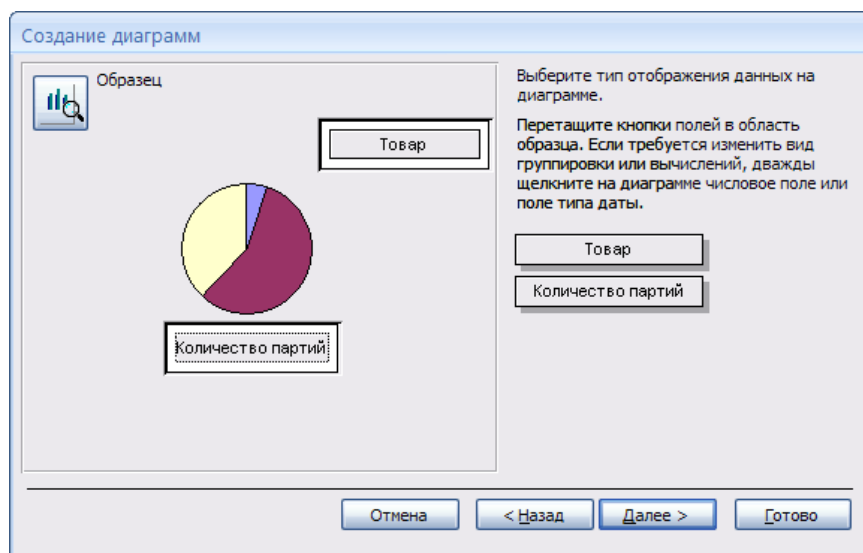 Создание диаграмм
Образец
Товар
Количество партий
Выберите тип отображения данных на
диаграмме.
Перетащите кнопки полей в область
образца. Если требуется изменить вид
группировки или вычислений, дважды
щелкните на диаграмме числовое поле или
поле типа даты.
Товар
Количество партий
Отмена
< Назад
Далее >
Готово